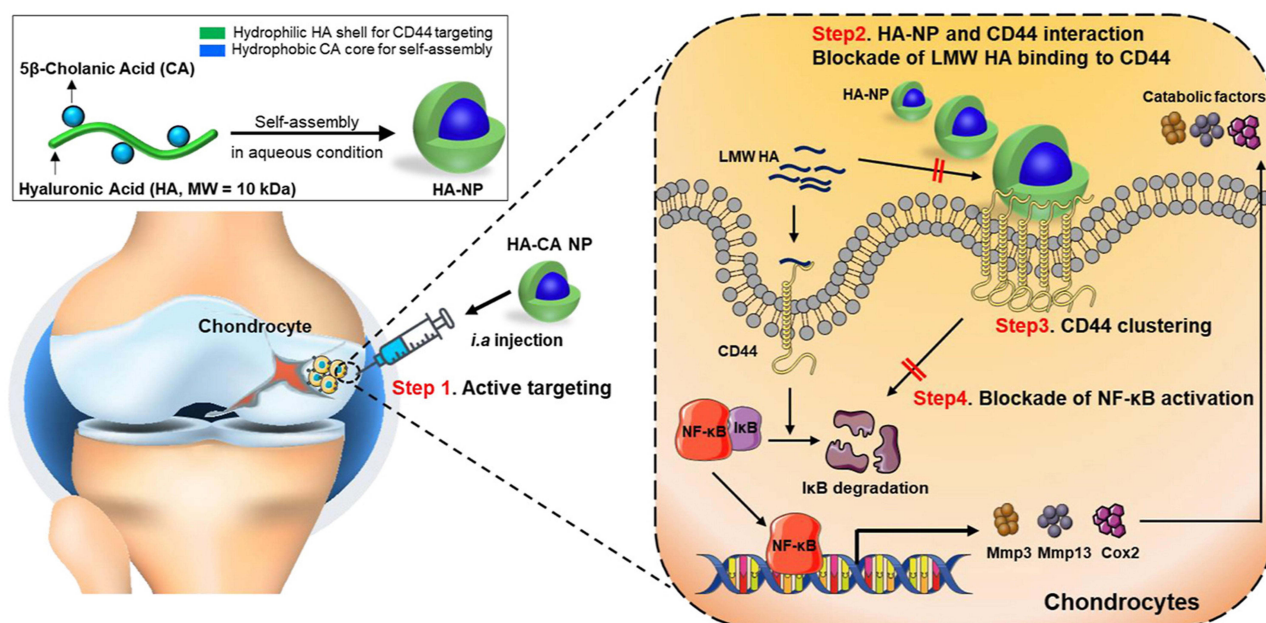 Hydrophilic HA shell for CD44 targeting
Hydrophobic CA core for self-assembly
5β-Cholanic Acid (CA)
Self-assembly
in aqueous condition
Hyaluronic Acid (HA, MW = 10 kDa)
HA-NP
HA-CA NP
Chondrocyte
i.a injection
Step 1. Active targeting
Step2. HA-NP and CD44 interaction
Blockade of LMW HA binding to CD44
HA-NP
Catabolic factors
LMW HA
Step3. CD44 clustering
CD44
Step4. Blockade of NF-κB activation
NF-κB
IκB
IκB degradation
NF-κB
Mmp3 Mmp13 Cox2
Chondrocytes